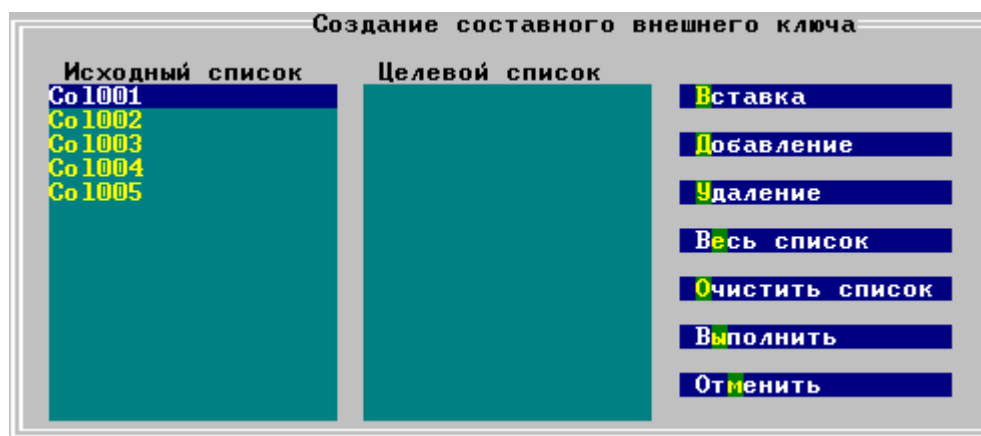 Создание составного внешнего ключа
Исходный список
Целевой список
Col001
Col002
Col003
Col004
Col005
Вставка
Добавление
Удаление
Весь список
Очистить список
Выполнить
Отменить